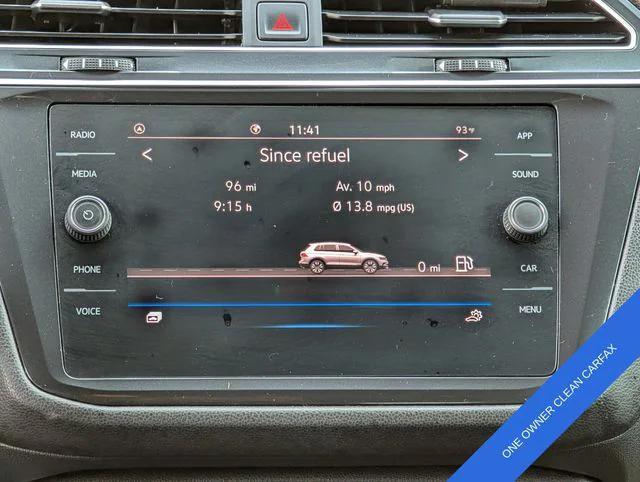 11:41
93°F
RADIO
APP
< Since refuel >
MEDIA
SOUND
96 mi
Av. 10 mph
9:15 h
Ø 13.8 mpg (US)
PHONE
0 mi
CAR
VOICE
MENU
ONE OWNER CLEAN CARFAX